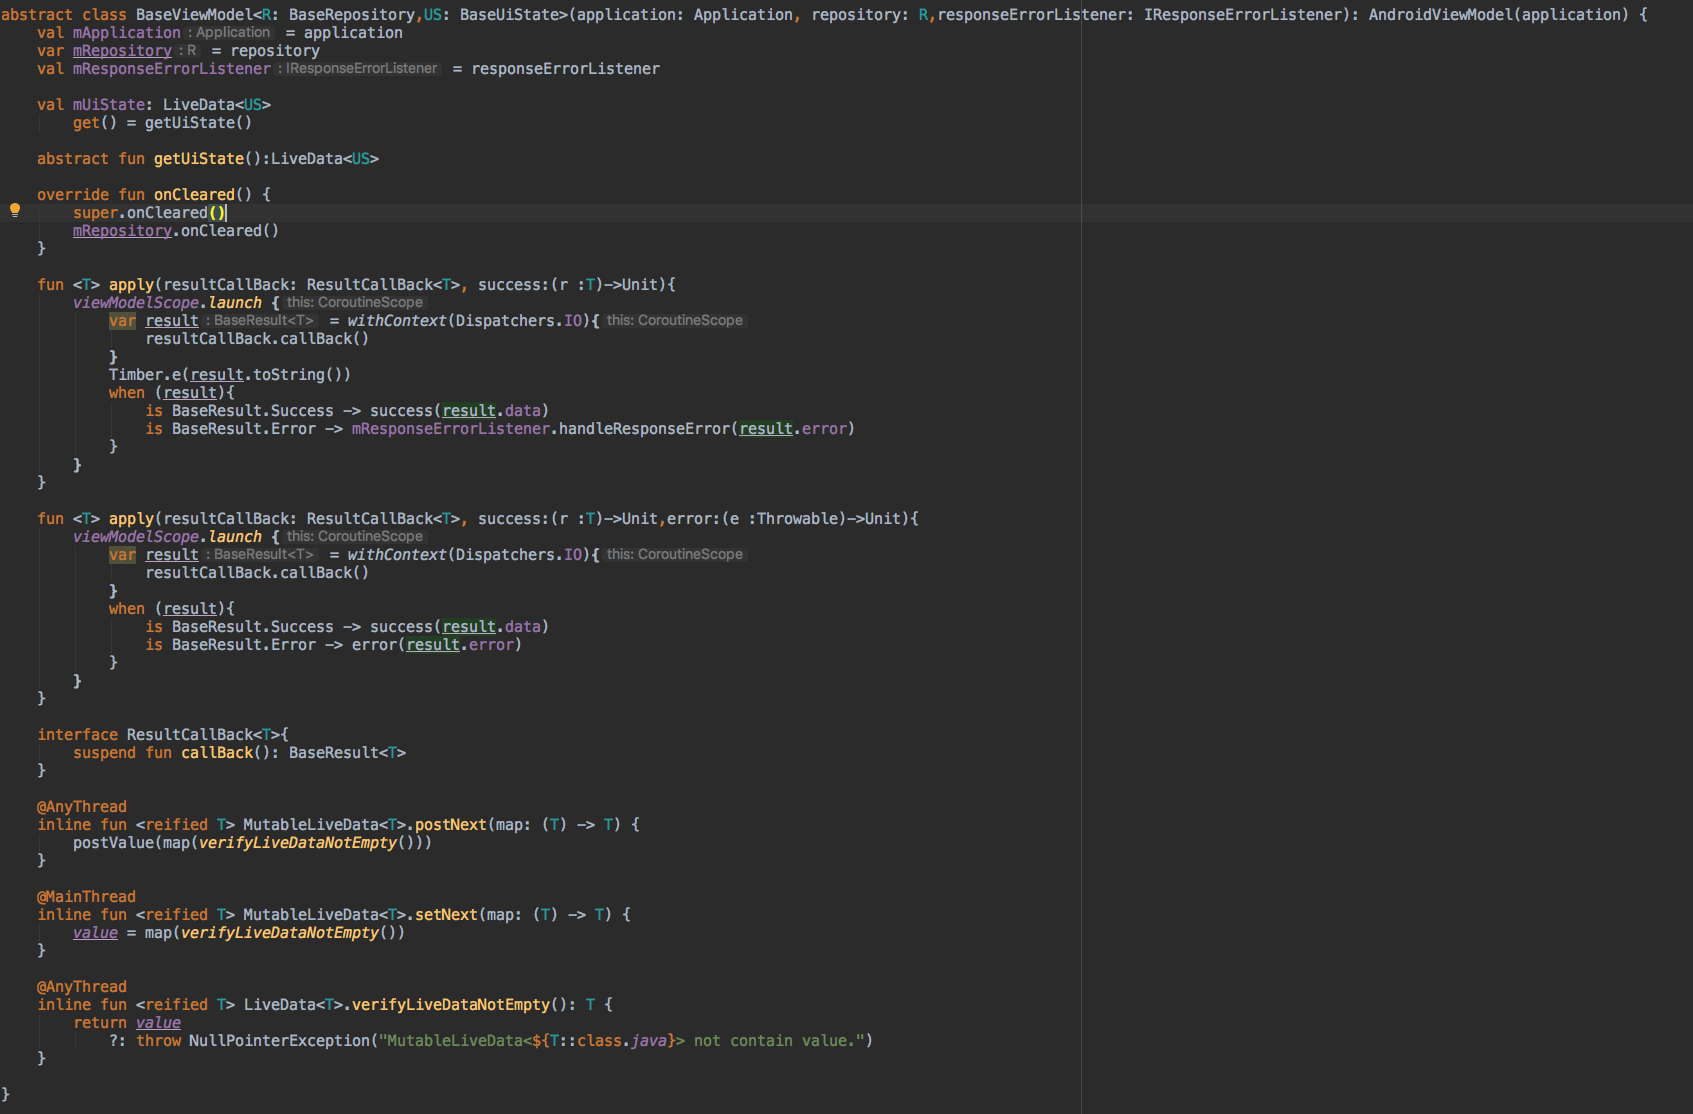 abstract class BaseViewModel<R: BaseRepository,US: BaseUiState>(application: Application, repository: R,responseErrorListener: IResponseErrorListener): AndroidViewModel(application) {
    val mApplication : Application = application
    var mRepository : R = repository
    val mResponseErrorListener : IResponseErrorListener = responseErrorListener
    val mUiState: LiveData<US>
        get() = getUiState()
    abstract fun getUiState():LiveData<US>
    override fun onCleared() {
        super.onCleared()
        mRepository.onCleared()
    }
    fun <T> apply(resultCallBack: ResultCallBack<T>, success:(r :T)->Unit){
        viewModelScope.launch { this: CoroutineScope
            var result : BaseResult<T> = withContext(Dispatchers.IO){ this: CoroutineScope
                resultCallBack.callBack()
            }
            Timber.e(result.toString())
            when (result){
                is BaseResult.Success -> success(result.data)
                is BaseResult.Error -> mResponseErrorListener.handleResponseError(result.error)
            }
        }
    }
    fun <T> apply(resultCallBack: ResultCallBack<T>, success:(r :T)->Unit,error:(e :Throwable)->Unit){
        viewModelScope.launch { this: CoroutineScope
            var result : BaseResult<T> = withContext(Dispatchers.IO){ this: CoroutineScope
                resultCallBack.callBack()
            }
            when (result){
                is BaseResult.Success -> success(result.data)
                is BaseResult.Error -> error(result.error)
            }
        }
    }
    interface ResultCallBack<T>{
        suspend fun callBack(): BaseResult<T>
    }
    @AnyThread
    inline fun <reified T> MutableLiveData<T>.postNext(map: (T) -> T) {
        postValue(map(verifyLiveDataNotEmpty()))
    }
    @MainThread
    inline fun <reified T> MutableLiveData<T>.setNext(map: (T) -> T) {
        value = map(verifyLiveDataNotEmpty())
    }
    @AnyThread
    inline fun <reified T> LiveData<T>.verifyLiveDataNotEmpty(): T {
        return value
            ?: throw NullPointerException("MutableLiveData<${T::class.java}> not contain value.")
    }
}